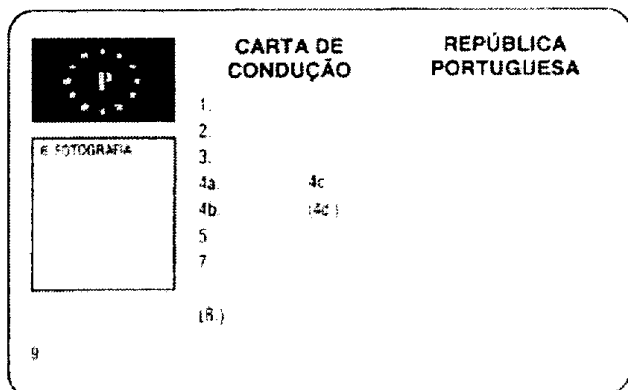 P
CARTA DE CONDUÇÃO
REPÚBLICA PORTUGUESA
1.
2.
6. FOTOGRAFIA
3.
4a. 4c
4b. (4d.)
5
7
(8.)
9